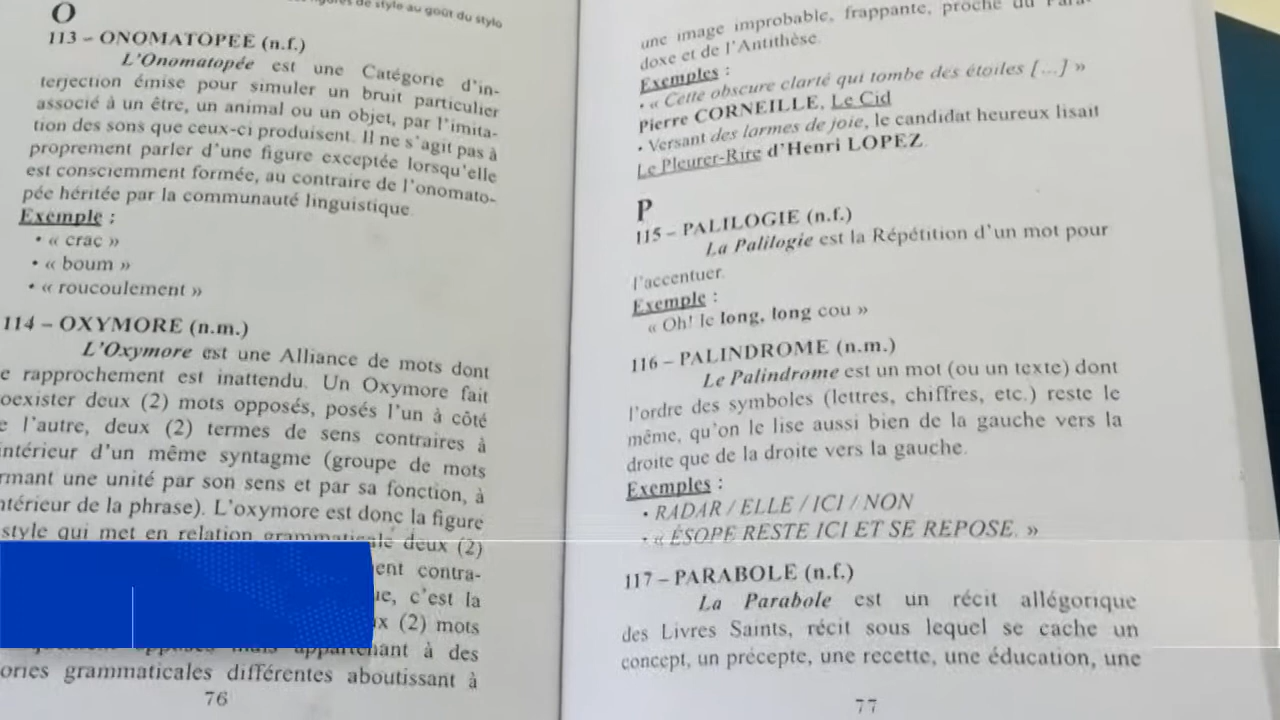 figures de style au goût du stylo
O
113 – ONOMATOPEE (n.f.)
L'Onomatopée est une Catégorie d'in-
terjection émise pour simuler un bruit particulier
associé à un être, un animal ou un objet, par l'imita-
tion des sons que ceux-ci produisent. Il ne s'agit pas à
proprement parler d'une figure exceptée lorsqu'elle
est consciemment formée, au contraire de l'onomato-
pée héritée par la communauté linguistique.
Exemple :
• « crac »
• « boum »
• « roucoulement »
114 – OXYMORE (n.m.)
L'Oxymore est une Alliance de mots dont
e rapprochement est inattendu. Un Oxymore fait
oexister deux (2) mots opposés, posés l'un à côté
e l'autre, deux (2) termes de sens contraires à
intérieur d'un même syntagme (groupe de mots
rmant une unité par son sens et par sa fonction, à
ntérieur de la phrase). L'oxymore est donc la figure
style qui met en relation grammaticale deux (2)
ent contra-
ue, c'est la
ux (2) mots
opposés mais appartenant à des
ories grammaticales différentes aboutissant à
76
une image improbable, frappante, proche du Para-
doxe et de l'Antithèse.
Exemples :
• « Cette obscure clarté qui tombe des étoiles […] »
Pierre CORNEILLE, Le Cid
• Versant des larmes de joie, le candidat heureux lisait
Le Pleurer-Rire d'Henri LOPEZ.
P
115 – PALILOGIE (n.f.)
La Palilogie est la Répétition d'un mot pour
l'accentuer.
Exemple :
« Oh! le long, long cou »
116 – PALINDROME (n.m.)
Le Palindrome est un mot (ou un texte) dont
l'ordre des symboles (lettres, chiffres, etc.) reste le
même, qu'on le lise aussi bien de la gauche vers la
droite que de la droite vers la gauche.
Exemples :
• RADAR / ELLE / ICI / NON
• « ÉSOPE RESTE ICI ET SE REPOSE. »
117 – PARABOLE (n.f.)
La Parabole est un récit allégorique
des Livres Saints, récit sous lequel se cache un
concept, un précepte, une recette, une éducation, une
77